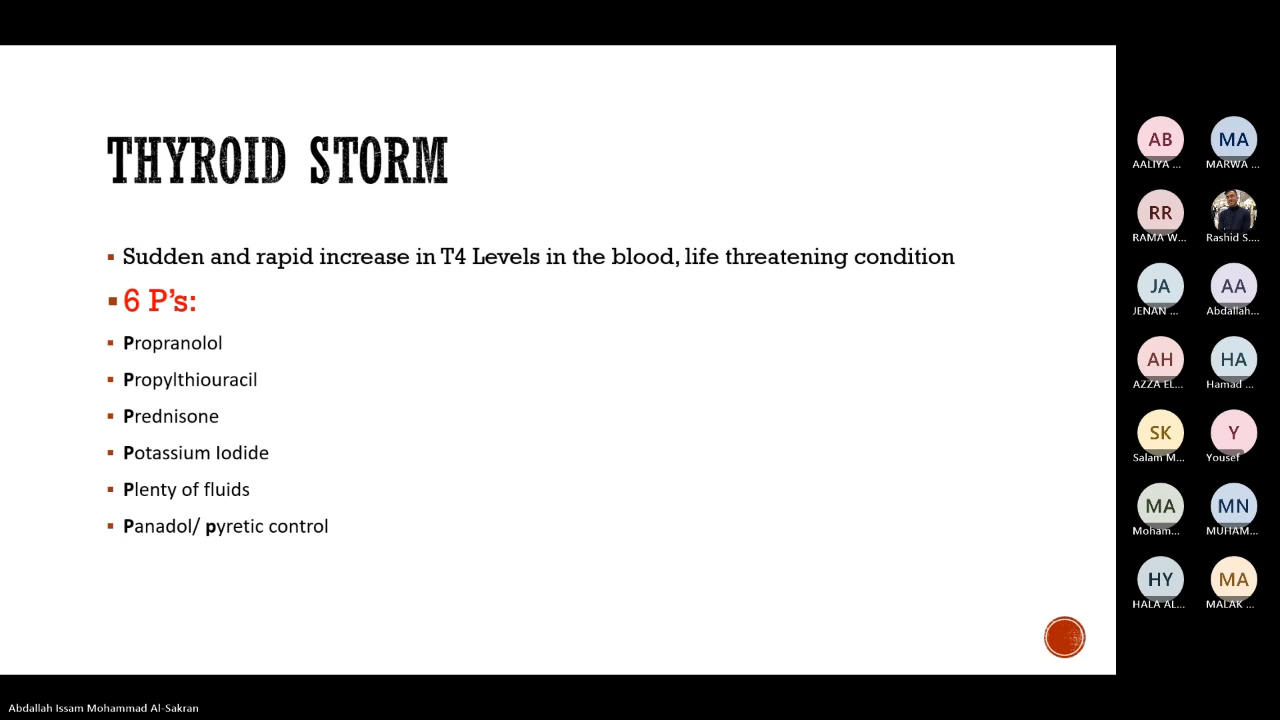 THYROID STORM
Sudden and rapid increase in T4 Levels in the blood, life threatening condition
6 P's:
Propranolol
Propylthiouracil
Prednisone
Potassium Iodide
Plenty of fluids
Panadol/ pyretic control
AB
AALIYA ...
MA
MARWA ...
RR
RAMA W...
Rashid S....
JA
JENAN ...
AA
Abdallah...
AH
AZZA EL...
HA
Hamad ...
SK
Salam M...
Y
Yousef
MA
Moham...
MN
MUHAM...
HY
HALA AL...
MA
MALAK ...
Abdallah Issam Mohammad Al-Sakran